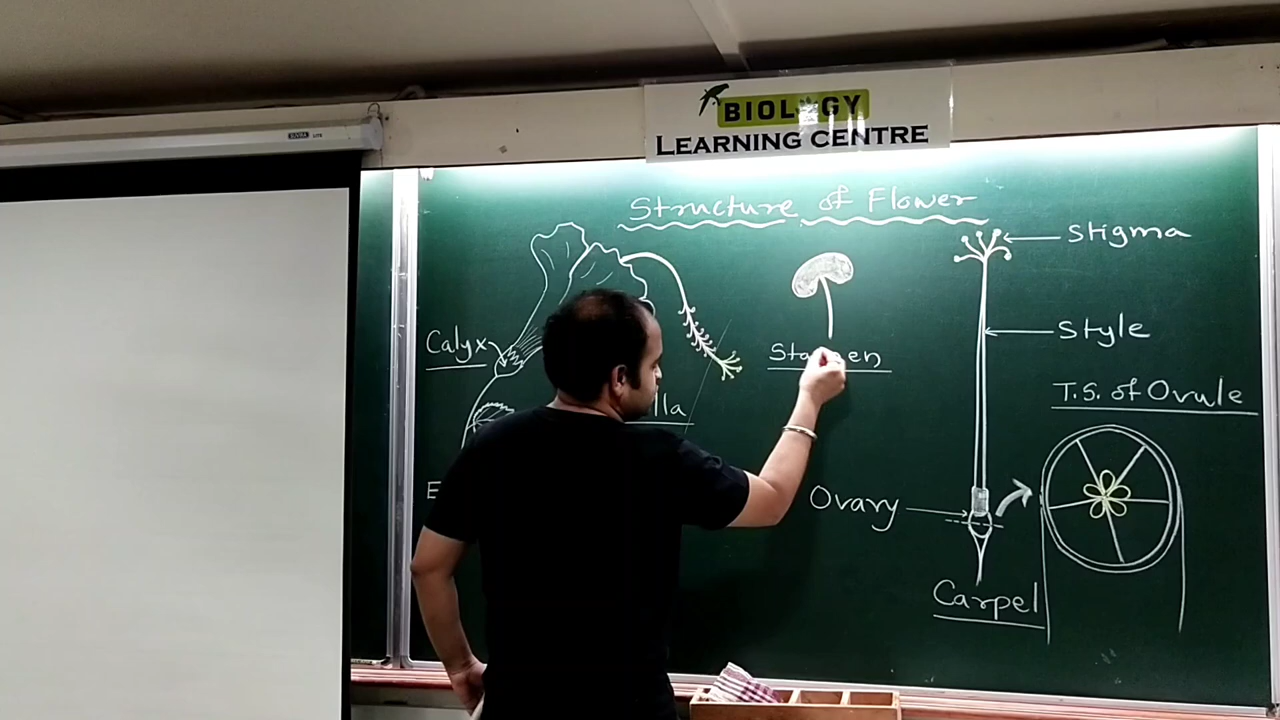 BIOLOGY
LEARNING CENTRE
Structure of Flower
Stigma
Calyx
Style
T.S. of Ovule
Ovary
Carpel